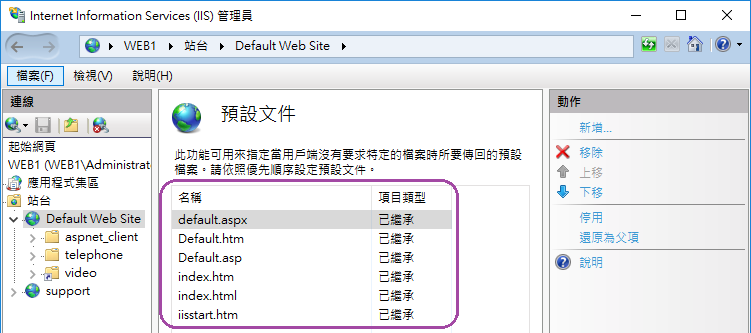 Internet Information Services (IIS) 管理員
WEB1 站台 Default Web Site
檔案(F) 檢視(V) 說明(H)
連線
起始網頁
WEB1 (WEB1\Administrat
應用程式集區
站台
Default Web Site
aspnet_client
telephone
video
support
預設文件
此功能可用來指定當用戶端沒有要求特定的檔案時所要傳回的預設
檔案。請依照優先順序設定預設文件。
名稱 項目類型
default.aspx 已繼承
Default.htm 已繼承
Default.asp 已繼承
index.htm 已繼承
index.html 已繼承
iisstart.htm 已繼承
動作
新增...
移除
上移
下移
停用
還原為父項
說明